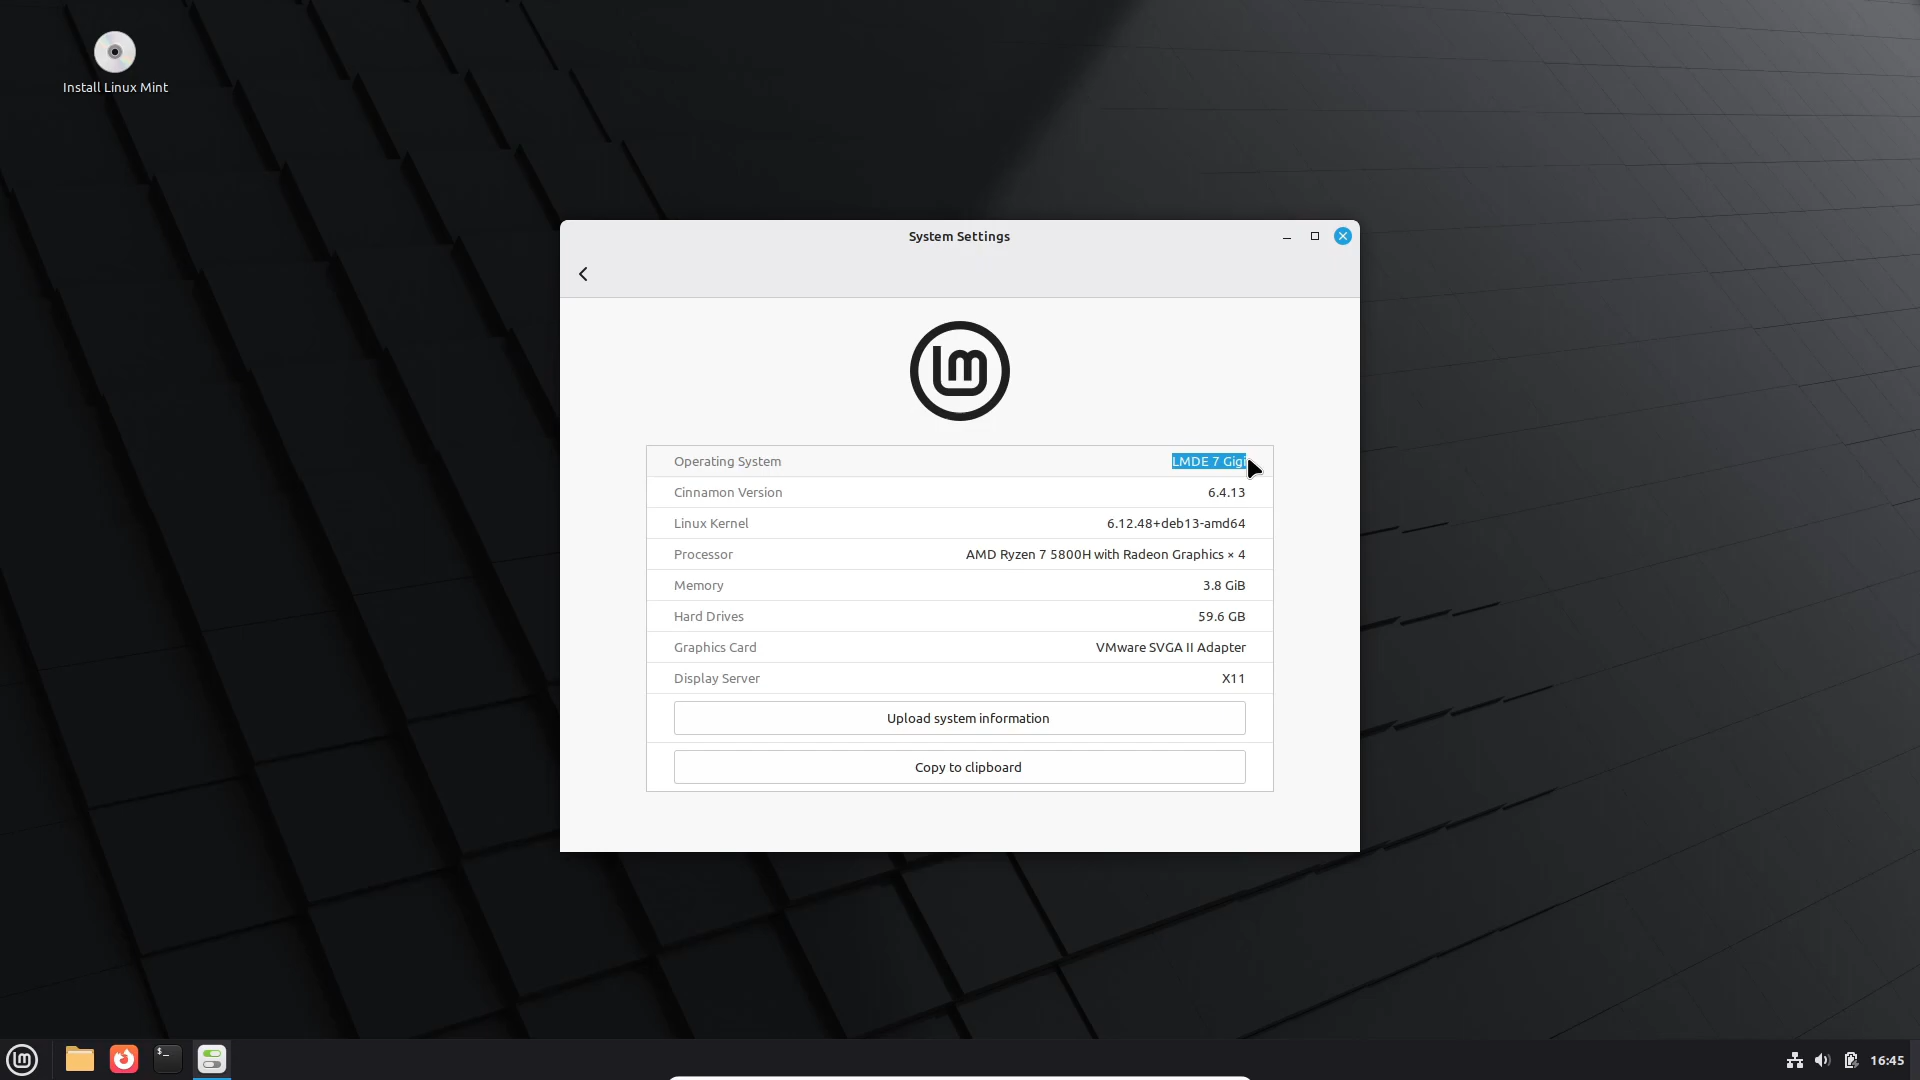 Install Linux Mint
System Settings
lm
Operating System LMDE 7 Gigi
Cinnamon Version 6.4.13
Linux Kernel 6.12.48+deb13-amd64
Processor AMD Ryzen 7 5800H with Radeon Graphics × 4
Memory 3.8 GiB
Hard Drives 59.6 GB
Graphics Card VMware SVGA II Adapter
Display Server X11
Upload system information
Copy to clipboard
lm
$_
16:45